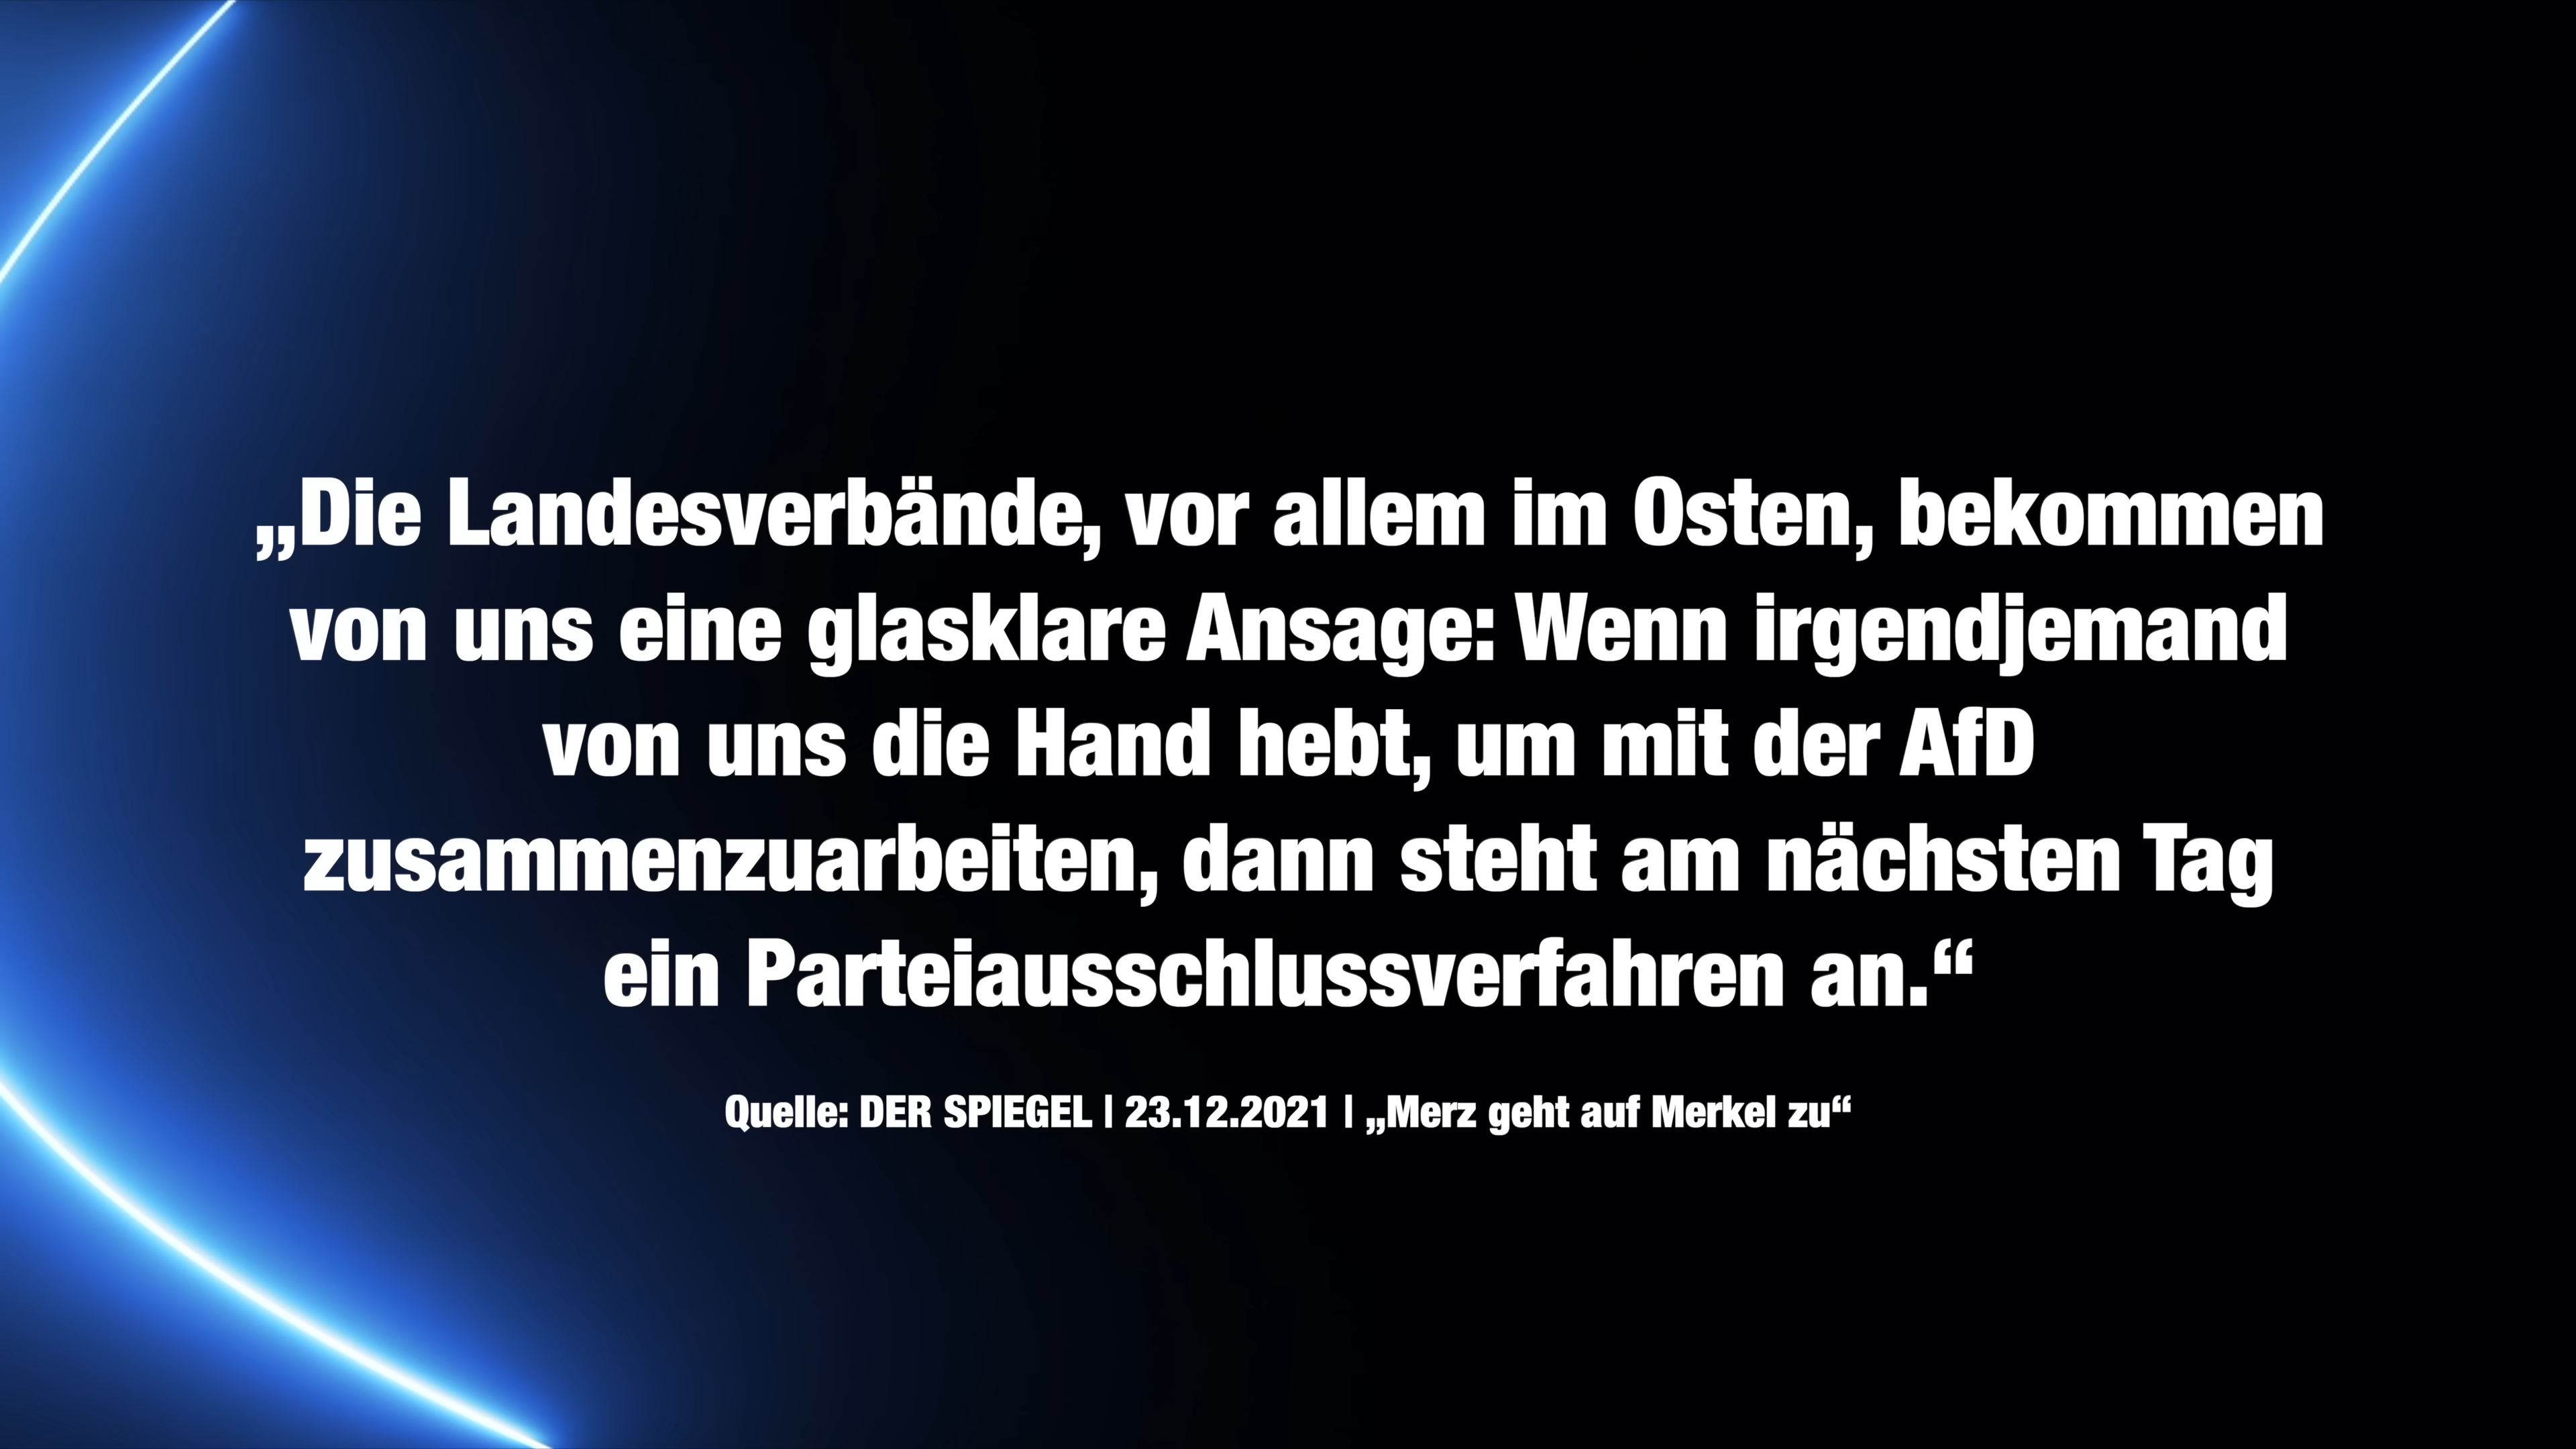 „Die Landesverbände, vor allem im Osten, bekommen
von uns eine glasklare Ansage: Wenn irgendjemand
von uns die Hand hebt, um mit der AfD
zusammenzuarbeiten, dann steht am nächsten Tag
ein Parteiausschlussverfahren an.“
Quelle: DER SPIEGEL | 23.12.2021 | „Merz geht auf Merkel zu“